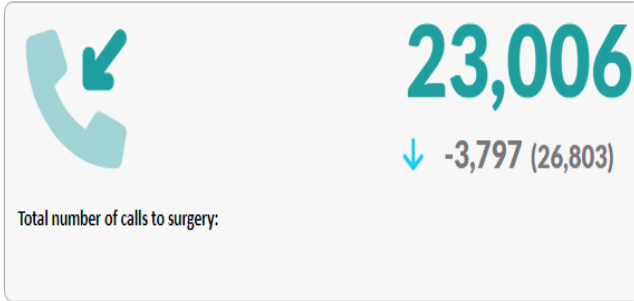 23,006
-3,797 (26,803)
Total number of calls to surgery: